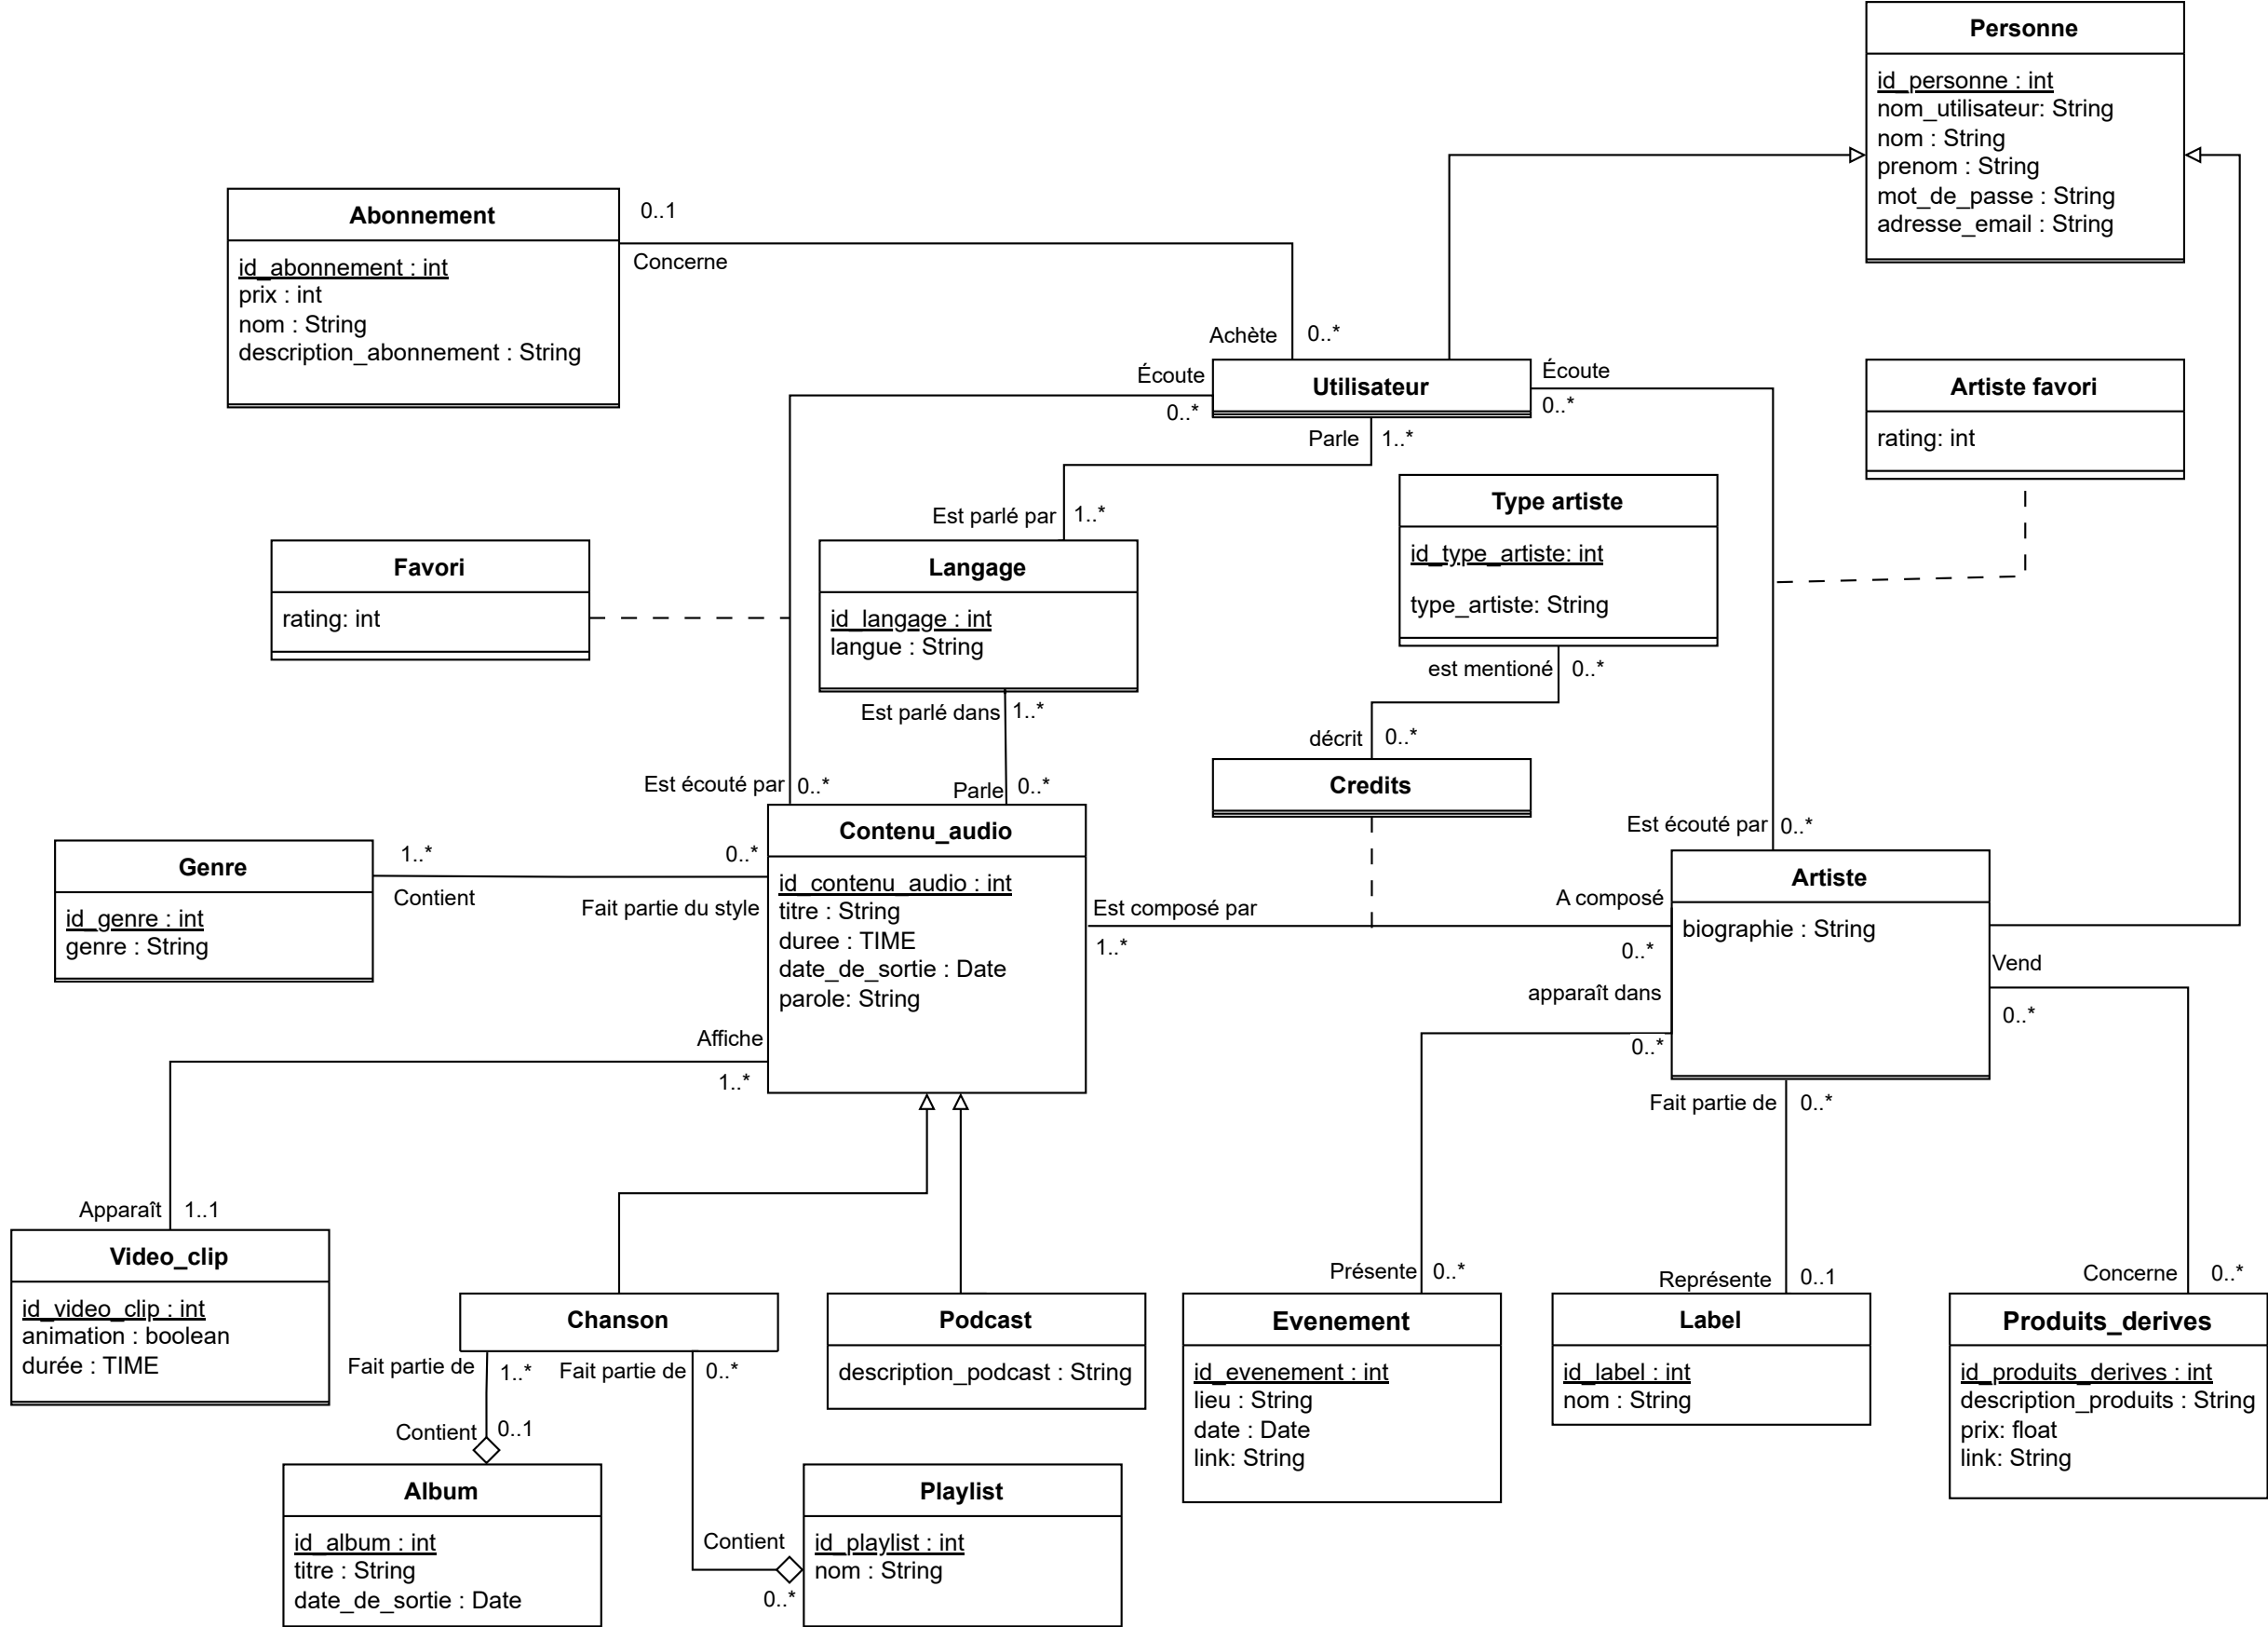 Personne
id_personne : int
nom_utilisateur: String
nom : String
prenom : String
mot_de_passe : String
adresse_email : String
Abonnement
id_abonnement : int
prix : int
nom : String
description_abonnement : String
0..1
Concerne
Achète
0..*
Utilisateur
Écoute
0..*
Écoute
0..*
Parle
1..*
Artiste favori
rating: int
Type artiste
id_type_artiste: int
type_artiste: String
est mentioné
0..*
Est parlé par
1..*
Favori
rating: int
Langage
id_langage : int
langue : String
Est parlé dans
1..*
décrit
0..*
Credits
Est écouté par
0..*
Parle
0..*
Contenu_audio
id_contenu_audio : int
titre : String
duree : TIME
date_de_sortie : Date
parole: String
Genre
id_genre : int
genre : String
1..*
Contient
0..*
Fait partie du style
Est composé par
1..*
A composé
0..*
Est écouté par
0..*
Artiste
biographie : String
Vend
0..*
apparaît dans
0..*
Fait partie de
0..*
Affiche
1..*
Apparaît
1..1
Video_clip
id_video_clip : int
animation : boolean
durée : TIME
Chanson
Fait partie de
1..*
Fait partie de
0..*
Podcast
description_podcast : String
Présente
0..*
Evenement
id_evenement : int
lieu : String
date : Date
link: String
Représente
0..1
Label
id_label : int
nom : String
Concerne
0..*
Produits_derives
id_produits_derives : int
description_produits : String
prix: float
link: String
Contient
0..1
Album
id_album : int
titre : String
date_de_sortie : Date
Contient
0..*
Playlist
id_playlist : int
nom : String